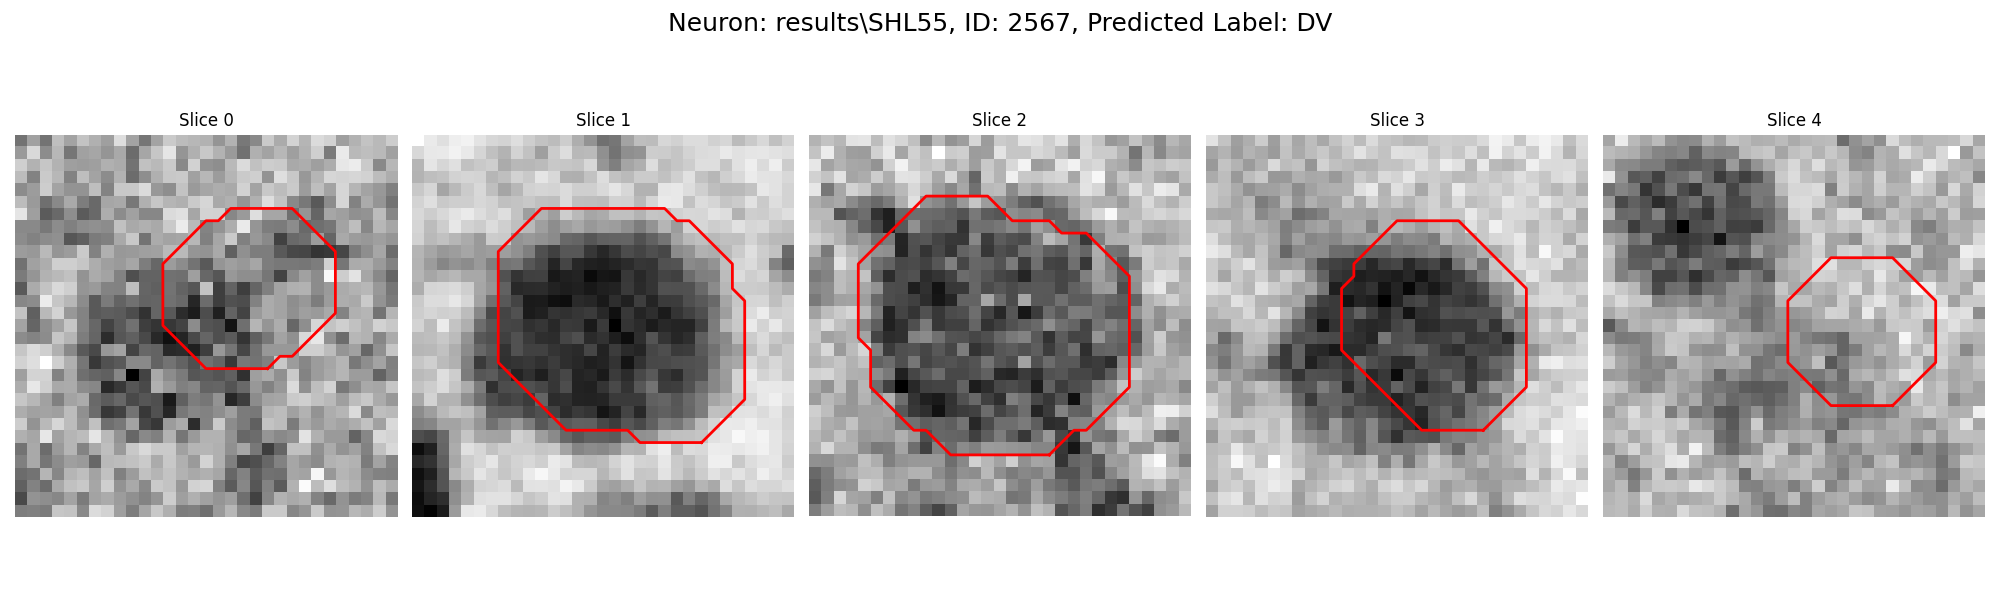 Neuron: results\SHL55, ID: 2567, Predicted Label: DV
Slice 0
Slice 1
Slice 2
Slice 3
Slice 4